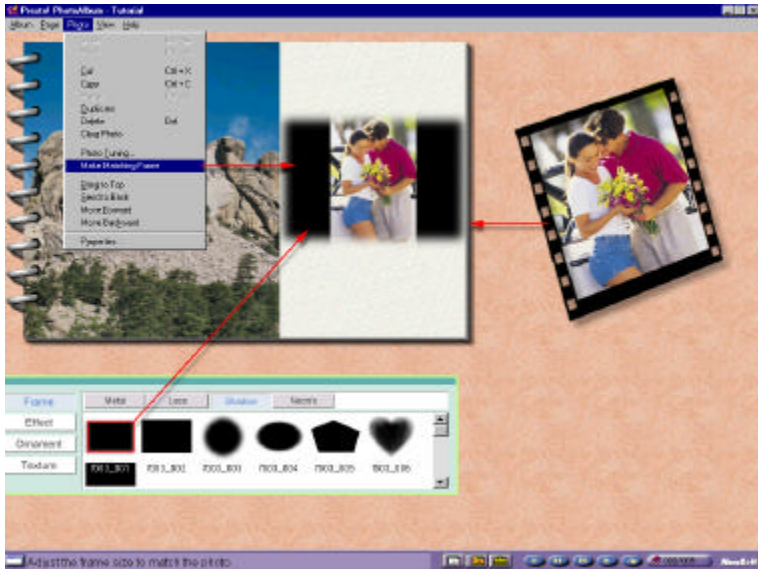 Presto! PhotoAlbum - Tutorial
Album Page Photo View Help
Cut Ctrl+X
Copy Ctrl+C
Duplicate
Delete Del
Clear Photo
Photo Tuning...
Make Matching Frame
Bring to Top
Send to Back
Move Forward
Move Backward
Properties...
Frame
Effect
Ornament
Texture
Metal Lace Shadow
f003_001 f003_002 f003_003 f003_004 f003_005 f003_006
Adjust the frame size to match the photo.
NewSoft